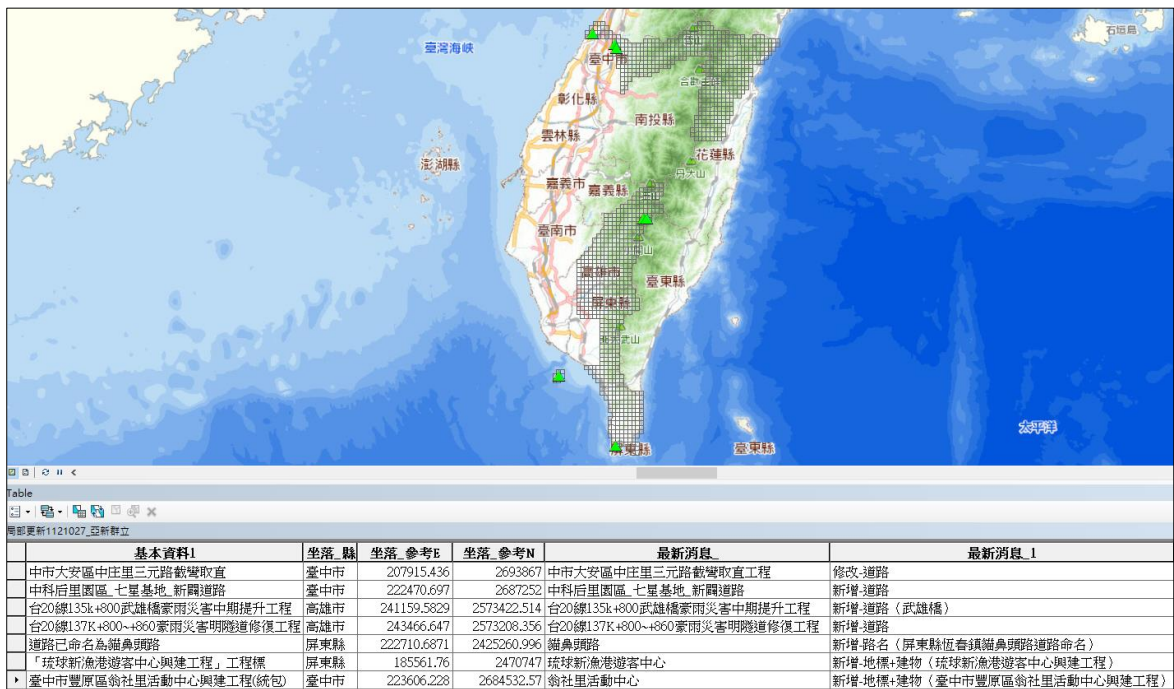 石垣島
臺灣海峽
臺中市
合歡主峰
彰化縣
南投縣
雲林縣
花蓮縣
澎湖縣
丹大山
嘉義市
嘉義縣
臺南市
高雄市
臺東縣
屏東縣
太平洋
屏東縣
臺東縣
Table
局部更新1121027_亞新群立
基本資料1 坐落_縣 坐落_參考E 坐落_參考N 最新消息_ 最新消息_1
中市大安區中庄里三元路截彎取直 臺中市 207915.436 2693867 中市大安區中庄里三元路截彎取直工程 修改-道路
中科后里園區_七星基地_新闢道路 臺中市 222470.697 2687252 中科后里園區_七星基地_新闢道路 新增-道路
台20線135k+800武雄橋豪雨災害中期提升工程 高雄市 241159.5829 2573422.514 台20線135k+800武雄橋豪雨災害中期提升工程 新增-道路（武雄橋）
台20線137K+800~+860豪雨災害明隧道修復工程 高雄市 243466.647 2573208.356 台20線137K+800~+860豪雨災害明隧道修復工程 新增-道路
道路已命名為貓鼻頭路 屏東縣 222710.6871 2425260.996 貓鼻頭路 新增-路名（屏東縣恆春鎮貓鼻頭路道路命名）
「琉球新漁港遊客中心興建工程」工程標 屏東縣 185561.76 2470747 琉球新漁港遊客中心 新增-地標+建物（琉球新漁港遊客中心興建工程）
臺中市豐原區翁社里活動中心興建工程(統包) 臺中市 223606.228 2684532.57 翁社里活動中心 新增-地標+建物（臺中市豐原區翁社里活動中心興建工程）